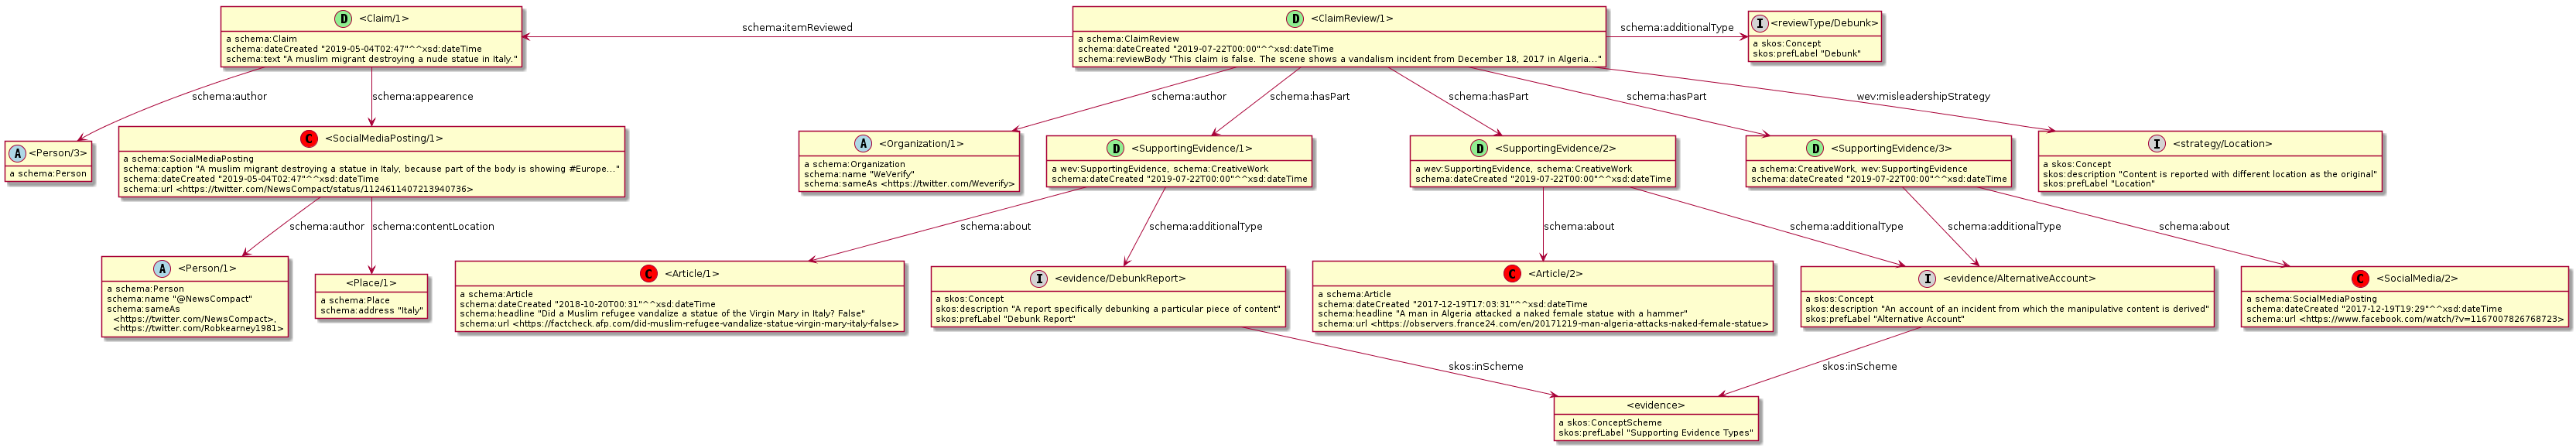 D <Claim/1>
a schema:Claim
schema:dateCreated "2019-05-04T02:47"^^xsd:dateTime
schema:text "A muslim migrant destroying a nude statue in Italy."
schema:itemReviewed
D <ClaimReview/1>
a schema:ClaimReview
schema:dateCreated "2019-07-22T00:00"^^xsd:dateTime
schema:reviewBody "This claim is false. The scene shows a vandalism incident from December 18, 2017 in Algeria..."
schema:additionalType
I <reviewType/Debunk>
a skos:Concept
skos:prefLabel "Debunk"
schema:author
schema:appearence
schema:author
schema:hasPart
schema:hasPart
schema:hasPart
wev:misleadershipStrategy
A <Person/3>
a schema:Person
C <SocialMediaPosting/1>
a schema:SocialMediaPosting
schema:caption "A muslim migrant destroying a statue in Italy, because part of the body is showing #Europe..."
schema:dateCreated "2019-05-04T02:47"^^xsd:dateTime
schema:url <https://twitter.com/NewsCompact/status/1124611407213940736>
A <Organization/1>
a schema:Organization
schema:name "WeVerify"
schema:sameAs <https://twitter.com/Weverify>
D <SupportingEvidence/1>
a wev:SupportingEvidence, schema:CreativeWork
schema:dateCreated "2019-07-22T00:00"^^xsd:dateTime
D <SupportingEvidence/2>
a wev:SupportingEvidence, schema:CreativeWork
schema:dateCreated "2019-07-22T00:00"^^xsd:dateTime
D <SupportingEvidence/3>
a schema:CreativeWork, wev:SupportingEvidence
schema:dateCreated "2019-07-22T00:00"^^xsd:dateTime
I <strategy/Location>
a skos:Concept
skos:description "Content is reported with different location as the original"
skos:prefLabel "Location"
schema:author
schema:contentLocation
schema:about
schema:additionalType
schema:about
schema:additionalType
schema:additionalType
schema:about
A <Person/1>
a schema:Person
schema:name "@NewsCompact"
schema:sameAs
<https://twitter.com/NewsCompact>,
<https://twitter.com/Robkearney1981>
<Place/1>
a schema:Place
schema:address "Italy"
C <Article/1>
a schema:Article
schema:dateCreated "2018-10-20T00:31"^^xsd:dateTime
schema:headline "Did a Muslim refugee vandalize a statue of the Virgin Mary in Italy? False"
schema:url <https://factcheck.afp.com/did-muslim-refugee-vandalize-statue-virgin-mary-italy-false>
I <evidence/DebunkReport>
a skos:Concept
skos:description "A report specifically debunking a particular piece of content"
skos:prefLabel "Debunk Report"
C <Article/2>
a schema:Article
schema:dateCreated "2017-12-19T17:03:31"^^xsd:dateTime
schema:headline "A man in Algeria attacked a naked female statue with a hammer"
schema:url <https://observers.france24.com/en/20171219-man-algeria-attacks-naked-female-statue>
I <evidence/AlternativeAccount>
a skos:Concept
skos:description "An account of an incident from which the manipulative content is derived"
skos:prefLabel "Alternative Account"
C <SocialMedia/2>
a schema:SocialMediaPosting
schema:dateCreated "2017-12-19T19:29"^^xsd:dateTime
schema:url <https://www.facebook.com/watch/?v=1167007826768723>
skos:inScheme
skos:inScheme
<evidence>
a skos:ConceptScheme
skos:prefLabel "Supporting Evidence Types"